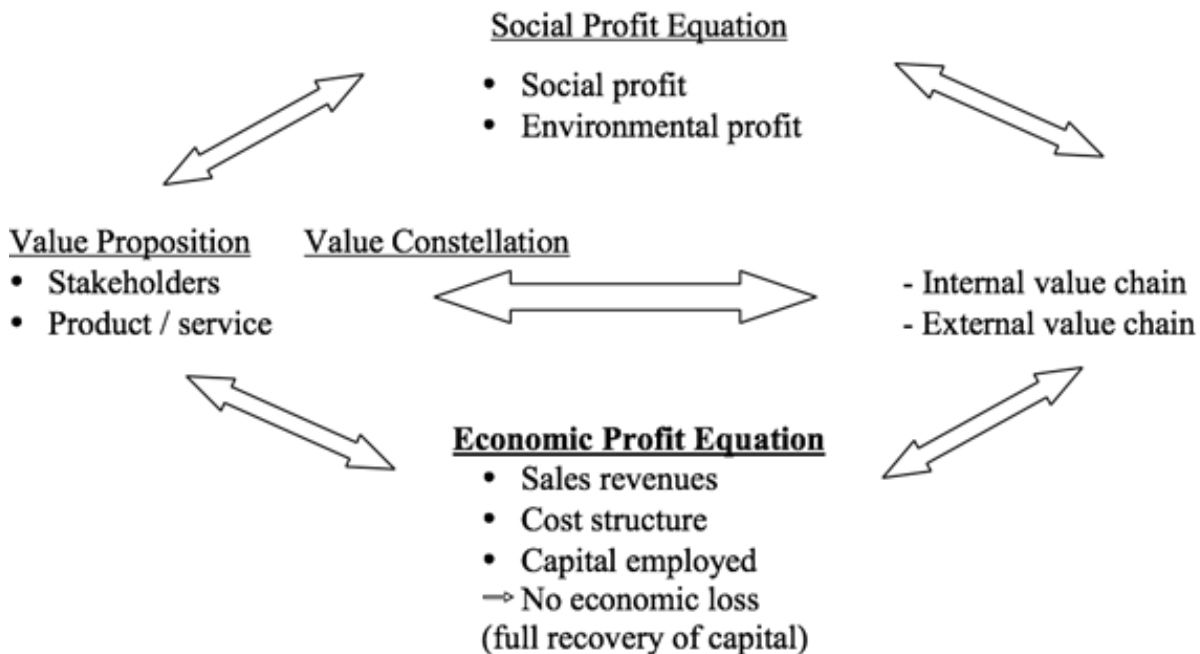 Social Profit Equation
• Social profit
• Environmental profit
Value Proposition
• Stakeholders
• Product / service
Value Constellation
- Internal value chain
- External value chain
Economic Profit Equation
• Sales revenues
• Cost structure
• Capital employed
⇒ No economic loss
(full recovery of capital)